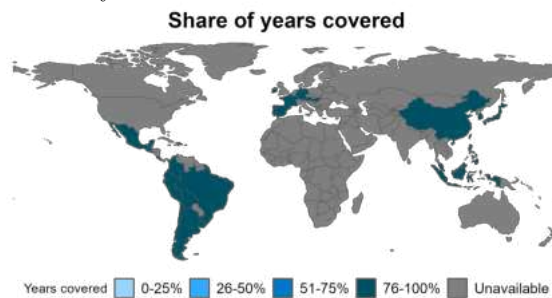 Share of years covered
Years covered 0-25% 26-50% 51-75% 76-100% Unavailable